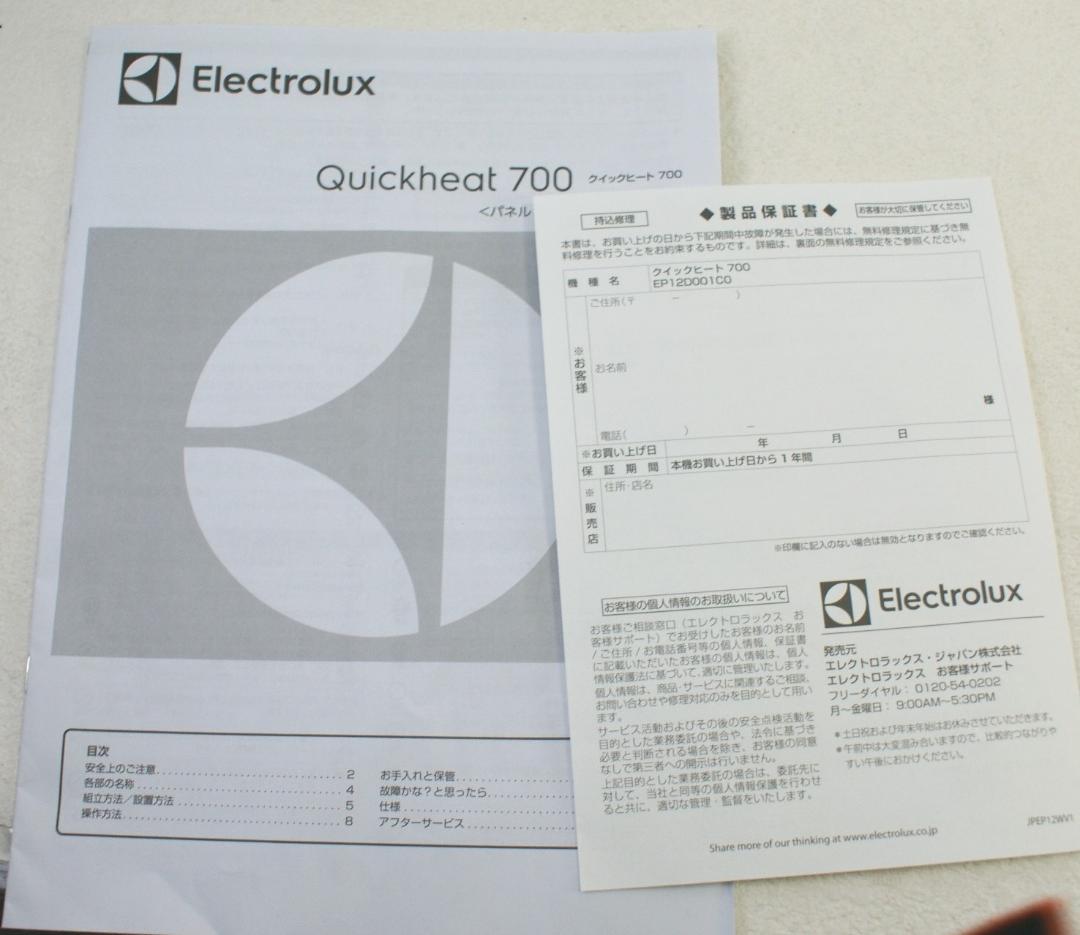 Electrolux
Quickheat 700 クイックヒート 700
<パネル
目次
安全上のご注意 2
各部の名称 4
組立方法／設置方法 5
操作方法 8
お手入れと保管
故障かな？と思ったら
仕様
アフターサービス
持込修理
◆製品保証書◆
お客様が大切に保管してください
本書は、お買い上げの日から下記期間中故障が発生した場合には、無料修理規定に基づき無
料修理を行うことをお約束するものです。詳細は、裏面の無料修理規定をご参照ください。
機種名
クイックヒート 700
EP12D001C0
※お客様
ご住所(〒 － )
お名前
様
電話( ) －
※お買い上げ日 年 月 日
保証期間 本機お買い上げ日から 1 年間
※販売店
住所・店名
※印欄に記入のない場合は無効となりますのでご確認ください。
お客様の個人情報のお取扱いについて
お客様ご相談窓口（エレクトロラックス お
客様サポート）でお受けしたお客様のお名前
/ ご住所 / お電話番号等の個人情報、保証書
に記載いただいたお客様の個人情報は、個人
情報保護法に基づいて、適切に管理いたします。
個人情報は、商品・サービスに関連するご相談、
お問い合わせや修理対応のみを目的として用い
ます。
サービス活動およびその後の安全点検活動を
目的とした業務委託の場合や、法令に基づき
必要と判断される場合を除き、お客様の同意
なしで第三者への開示は行いません。
上記目的とした業務委託の場合は、委託先に
対して、当社と同等の個人情報保護を行わせ
ると共に、適切な管理・監督をいたします。
Electrolux
発売元
エレクトロラックス・ジャパン株式会社
エレクトロラックス お客様サポート
フリーダイヤル： 0120-54-0202
月～金曜日： 9:00AM～5:30PM
●土日祝および年末年始はお休みさせていただきます。
●午前中は大変混み合いますので、比較的つながりや
すい午後におかけください。
Share more of our thinking at www.electrolux.co.jp
JPEP12WV1